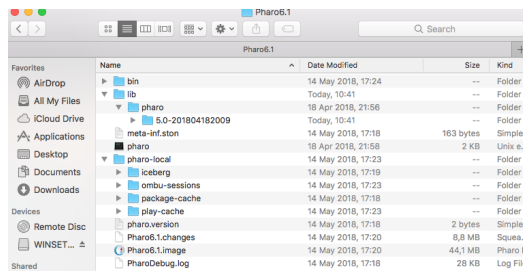 Pharo6.1
Search
Pharo6.1
Favorites
AirDrop
All My Files
iCloud Drive
Applications
Desktop
Documents
Downloads
Devices
Remote Disc
WINSET...
Shared
Name Date Modified Size Kind
bin 14 May 2018, 17:24 -- Folder
lib Today, 10:41 -- Folder
pharo 18 Apr 2018, 21:56 -- Folder
5.0-201804182009 Today, 10:41 -- Folder
meta-inf.ston 14 May 2018, 17:18 163 bytes Simple
pharo 18 Apr 2018, 21:58 2 KB Unix e.
pharo-local 14 May 2018, 17:23 -- Folder
iceberg 14 May 2018, 17:19 -- Folder
ombu-sessions 14 May 2018, 17:23 -- Folder
package-cache 14 May 2018, 17:18 -- Folder
play-cache 14 May 2018, 17:23 -- Folder
pharo.version 14 May 2018, 17:18 2 bytes Simple
Pharo6.1.changes 14 May 2018, 17:20 8,8 MB Squea.
Pharo6.1.image 14 May 2018, 17:20 44,1 MB Pharo
PharoDebug.log 14 May 2018, 17:18 28 KB Log Fil